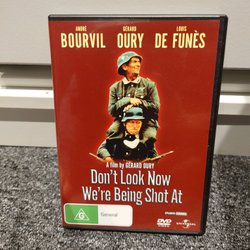 ANDRÉ GÉRARD LOUIS
BOURVIL OURY DE FUNÈS
A film by GÉRARD OURY
Don't Look Now
We're Being Shot At
G General
DVD